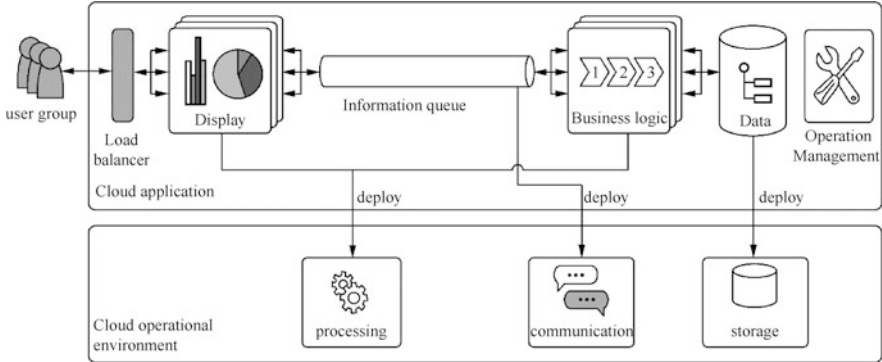 user group
Load
balancer
Display
Information queue
1 2 3
Business logic
Data
Operation
Management
Cloud application
deploy
deploy
deploy
processing
communication
storage
Cloud operational
environment